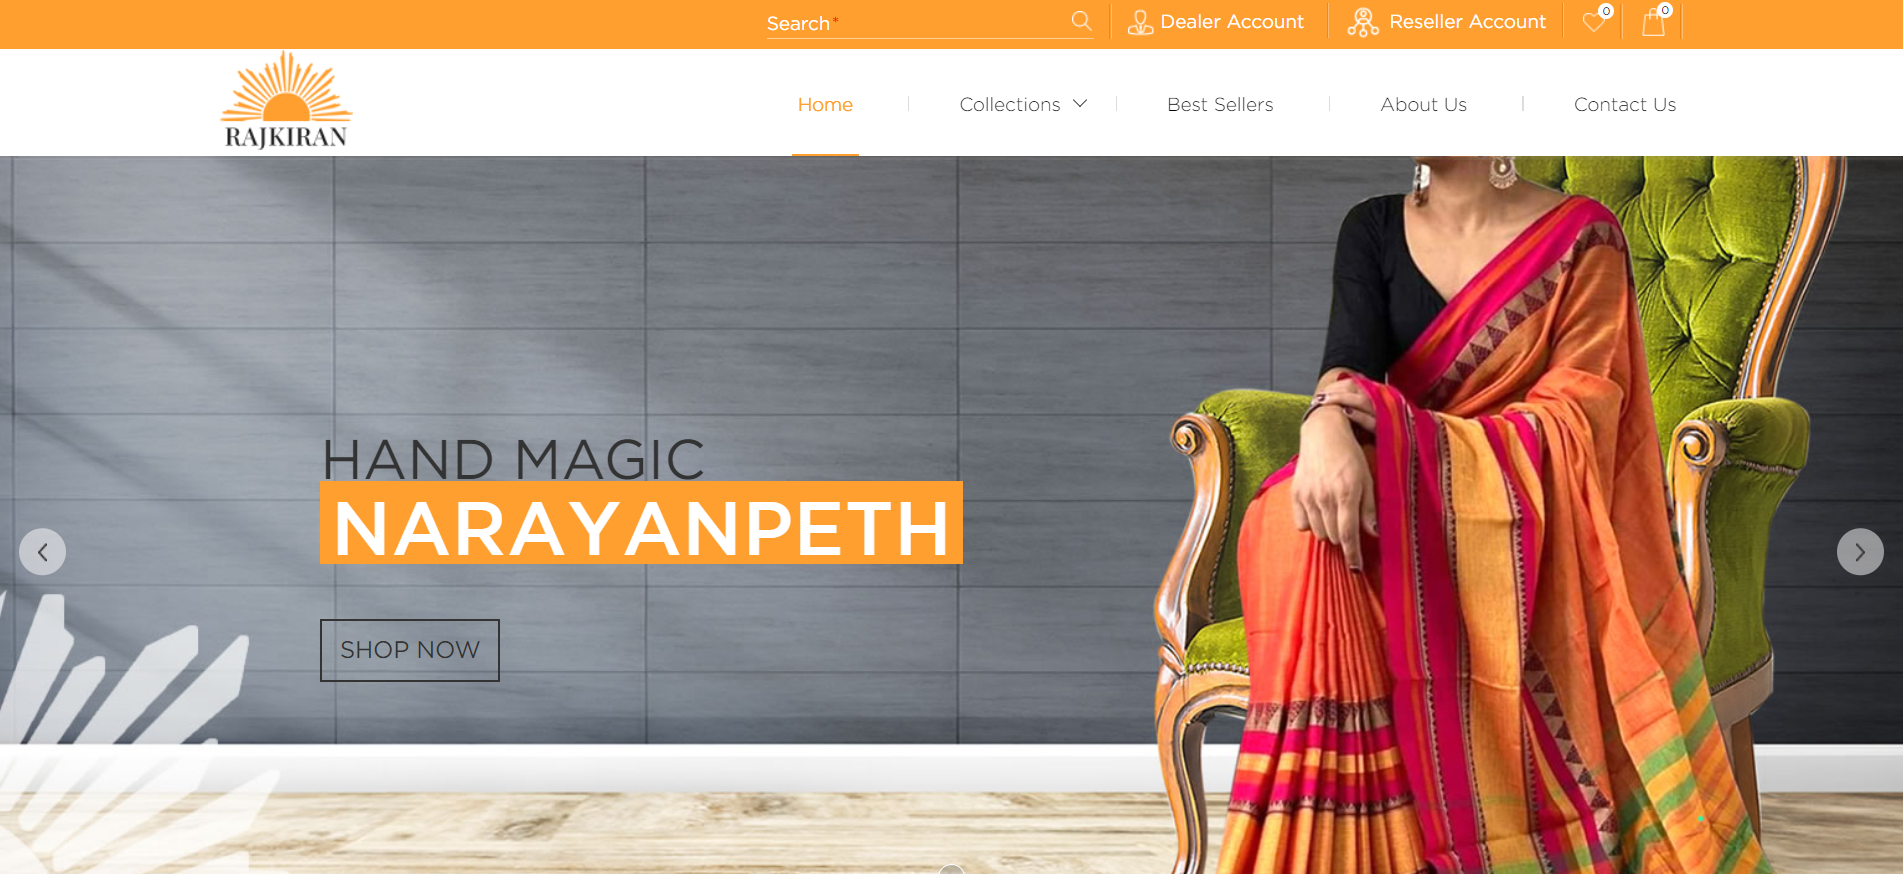 Search*
Dealer Account
Reseller Account
0
0
RAJKIRAN
Home
Collections
Best Sellers
About Us
Contact Us
HAND MAGIC
NARAYANPETH
SHOP NOW